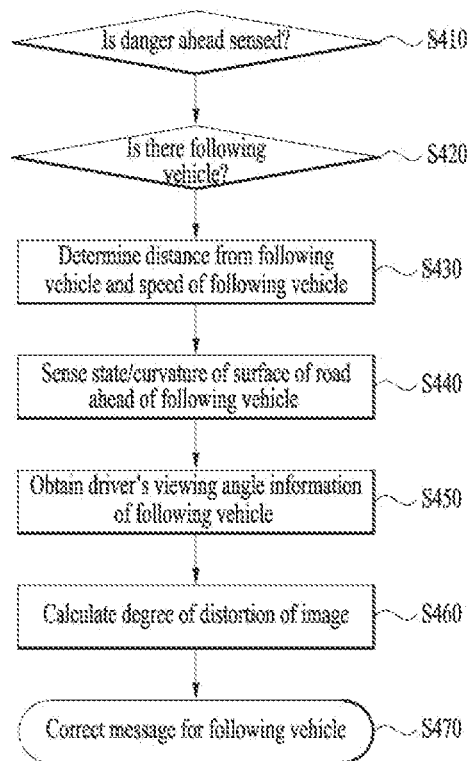 Is danger ahead sensed?
S410
Is there following
vehicle?
S420
Determine distance from following
vehicle and speed of following vehicle
S430
Sense state/curvature of surface of road
ahead of following vehicle
S440
Obtain driver's viewing angle information
of following vehicle
S450
Calculate degree of distortion of image
S460
Correct message for following vehicle
S470